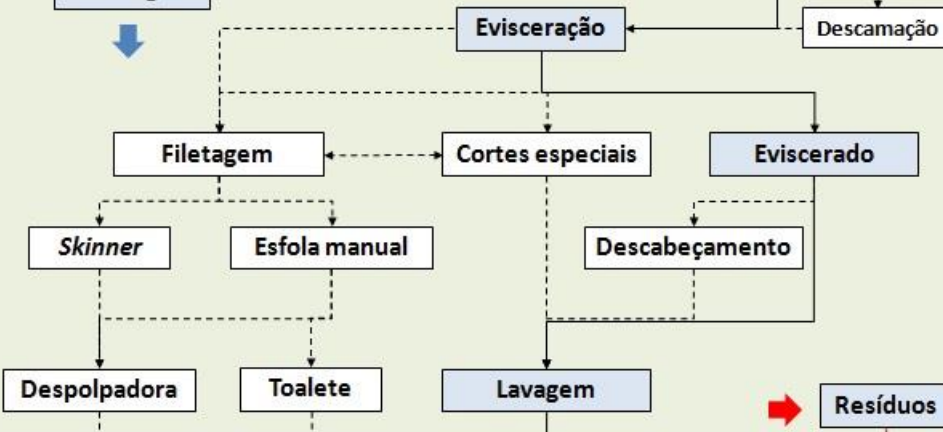 Evisceração
Descamação
Filetagem
Cortes especiais
Eviscerado
Skinner
Esfola manual
Descabeçamento
Despolpadora
Toalete
Lavagem
Resíduos